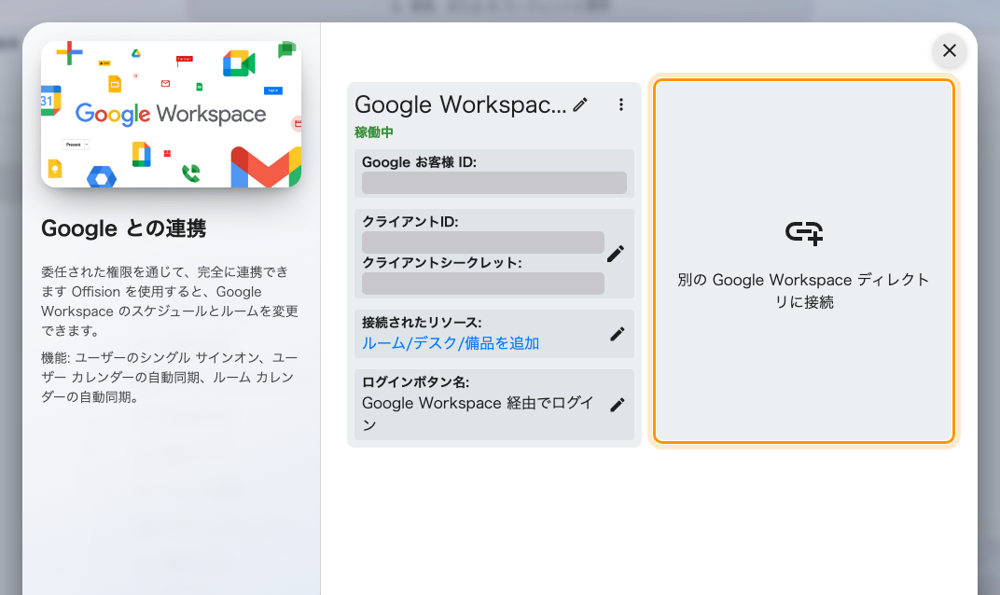 31
Google Workspace
Present
Google との連携
委任された権限を通じて、完全に連携でき
ます Offision を使用すると、Google
Workspace のスケジュールとルームを変更
できます。
機能: ユーザーのシングル サインオン、ユー
ザー カレンダーの自動同期、ルーム カレン
ダーの自動同期。
Google Workspac...
稼働中
Google お客様 ID:
クライアントID:
クライアントシークレット:
接続されたリソース:
ルーム/デスク/備品を追加
ログインボタン名:
Google Workspace 経由でログイ
ン
別の Google Workspace ディレクト
リに接続